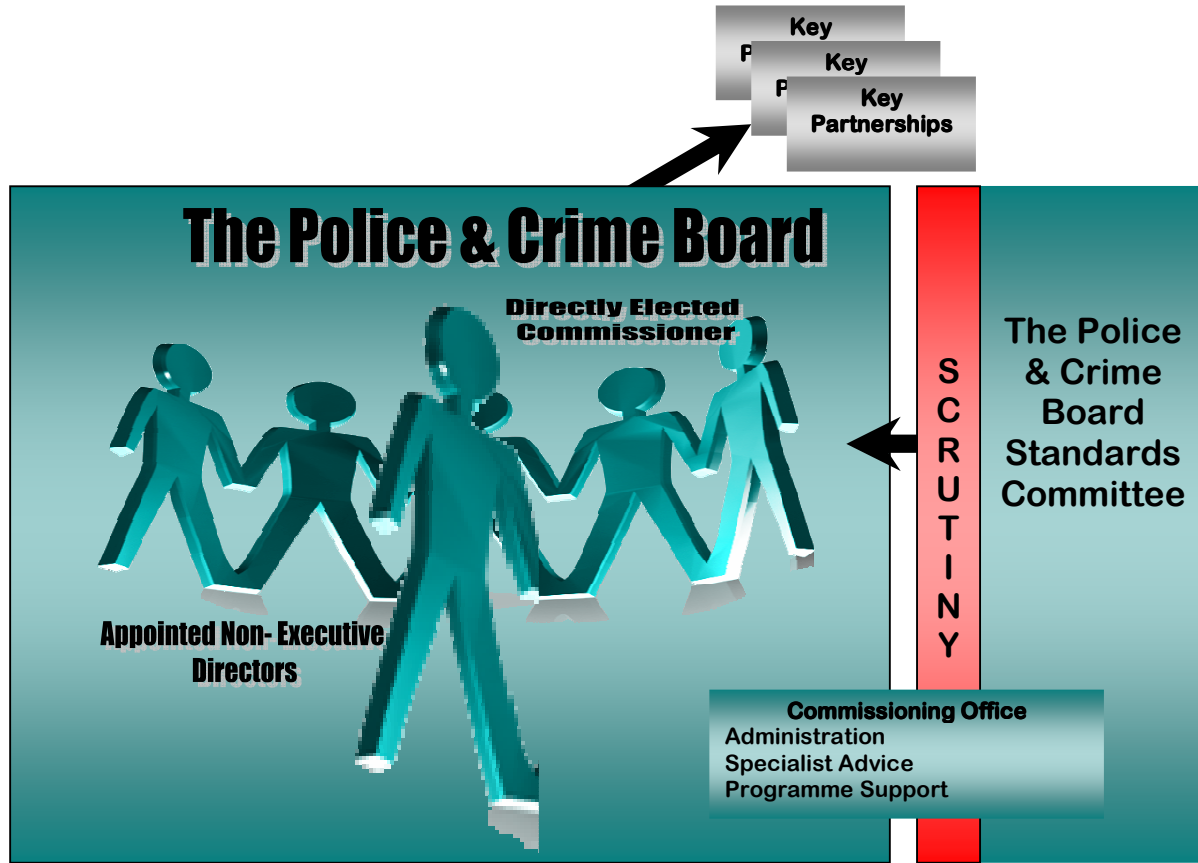 Key
P
Key
P
Key
Partnerships
The Police & Crime Board
Directly Elected
Commissioner
Appointed Non- Executive
Directors
S
C
R
U
T
I
N
Y
The Police
& Crime
Board
Standards
Committee
Commissioning Office
Administration
Specialist Advice
Programme Support